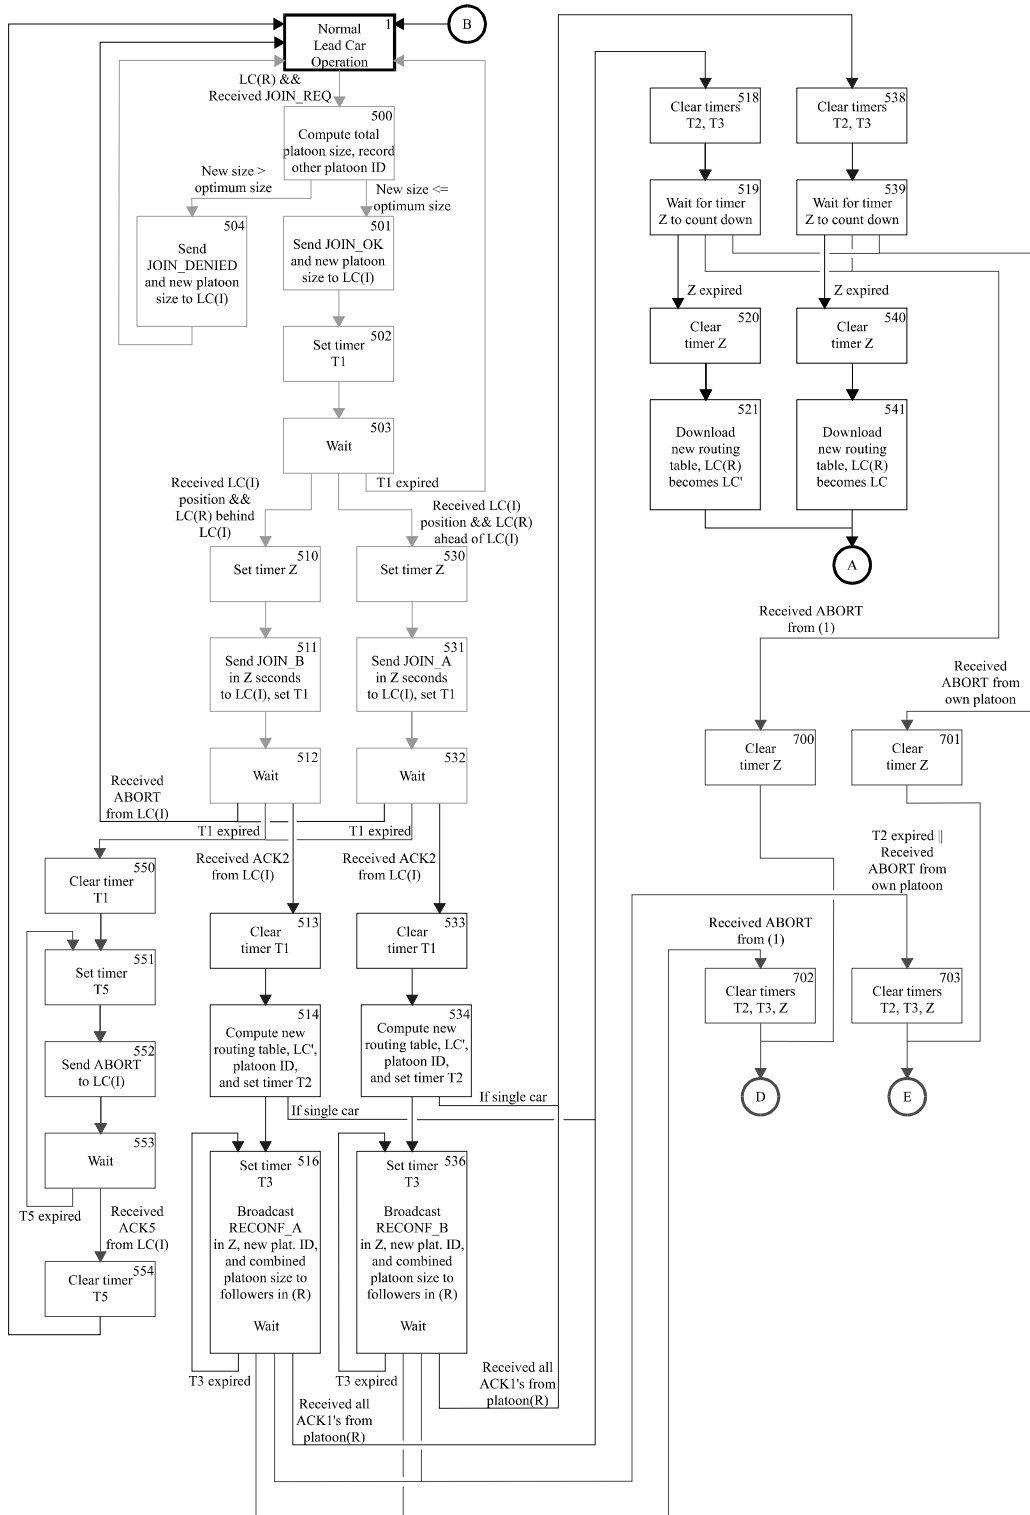 1
Normal
Lead Car
Operation
B
LC(R) &&
Received JOIN_REQ
500
Compute total
platoon size, record
other platoon ID
New size >
optimum size
New size <=
optimum size
504
Send
JOIN_DENIED
and new platoon
size to LC(I)
501
Send JOIN_OK
and new platoon
size to LC(I)
502
Set timer
T1
503
Wait
T1 expired
Received LC(I)
position &&
LC(R) behind
LC(I)
Received LC(I)
position && LC(R)
ahead of LC(I)
510
Set timer Z
530
Set timer Z
511
Send JOIN_B
in Z seconds
to LC(I), set T1
531
Send JOIN_A
in Z seconds
to LC(I), set T1
512
Wait
532
Wait
Received
ABORT
from LC(I)
T1 expired
T1 expired
Received ACK2
from LC(I)
Received ACK2
from LC(I)
550
Clear timer
T1
551
Set timer
T5
552
Send ABORT
to LC(I)
553
Wait
T5 expired
Received
ACK5
from LC(I)
554
Clear timer
T5
513
Clear
timer T1
533
Clear
timer T1
514
Compute new
routing table, LC',
platoon ID,
and set timer T2
534
Compute new
routing table, LC',
platoon ID,
and set timer T2
If single car
If single car
516
Set timer
T3
Broadcast
RECONF_A
in Z, new plat. ID,
and combined
platoon size to
followers in (R)
Wait
536
Set timer
T3
Broadcast
RECONF_B
in Z, new plat. ID,
and combined
platoon size to
followers in (R)
Wait
T3 expired
T3 expired
Received all
ACK1's from
platoon(R)
Received all
ACK1's from
platoon(R)
518
Clear timers
T2, T3
538
Clear timers
T2, T3
519
Wait for timer
Z to count down
539
Wait for timer
Z to count down
Z expired
Z expired
520
Clear
timer Z
540
Clear
timer Z
521
Download
new routing
table, LC(R)
becomes LC'
541
Download
new routing
table, LC(R)
becomes LC
A
Received ABORT
from (1)
Received
ABORT from
own platoon
700
Clear
timer Z
701
Clear
timer Z
T2 expired ||
Received
ABORT from
own platoon
Received ABORT
from (1)
702
Clear timers
T2, T3, Z
703
Clear timers
T2, T3, Z
D
E